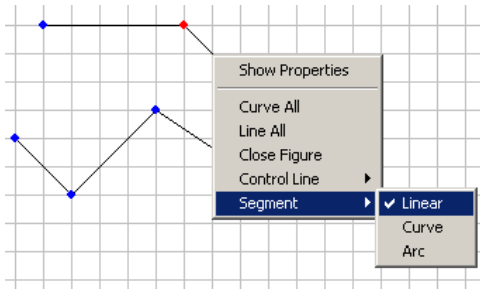 Show Properties
Curve All
Line All
Close Figure
Control Line
Segment
Linear
Curve
Arc